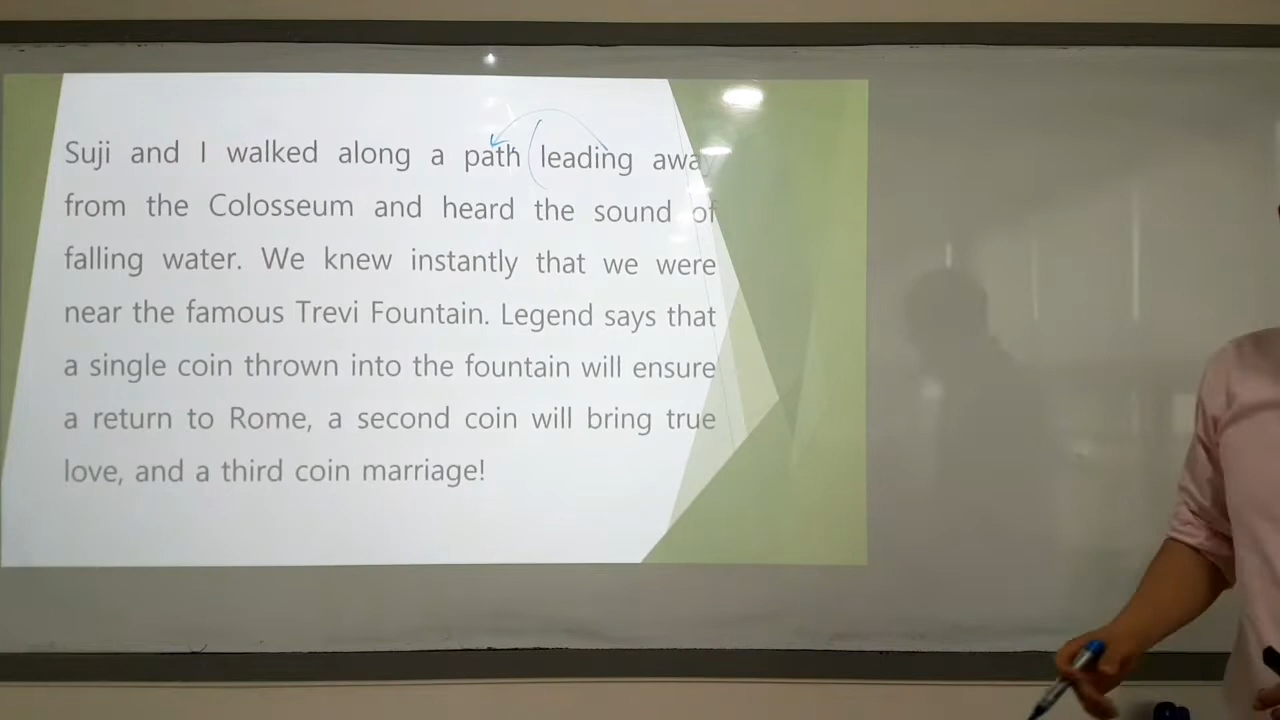 Suji and I walked along a path leading away
from the Colosseum and heard the sound of
falling water. We knew instantly that we were
near the famous Trevi Fountain. Legend says that
a single coin thrown into the fountain will ensure
a return to Rome, a second coin will bring true
love, and a third coin marriage!